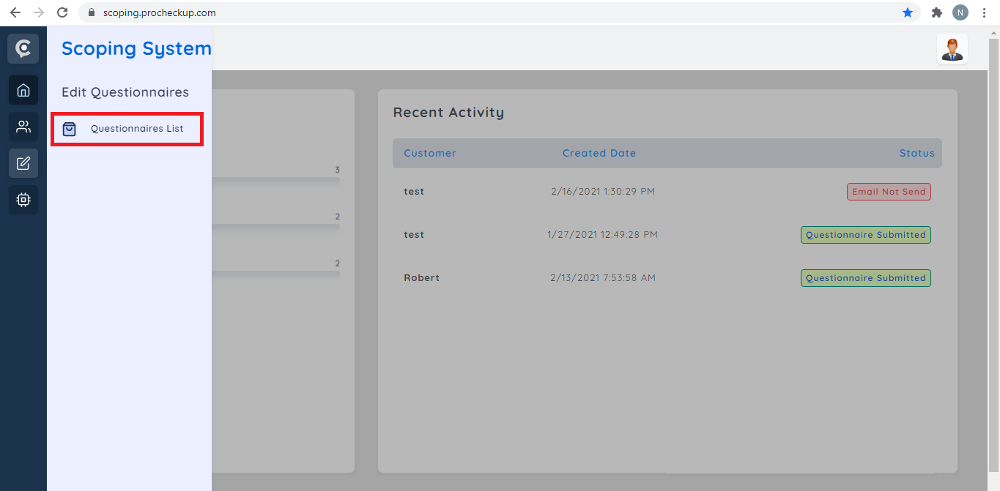 scoping.procheckup.com
N
Scoping System
Edit Questionnaires
Questionnaires List
3
2
2
Recent Activity
Customer Created Date Status
test 2/16/2021 1:30:29 PM Email Not Send
test 1/27/2021 12:49:28 PM Questionnaire Submitted
Robert 2/13/2021 7:53:58 AM Questionnaire Submitted